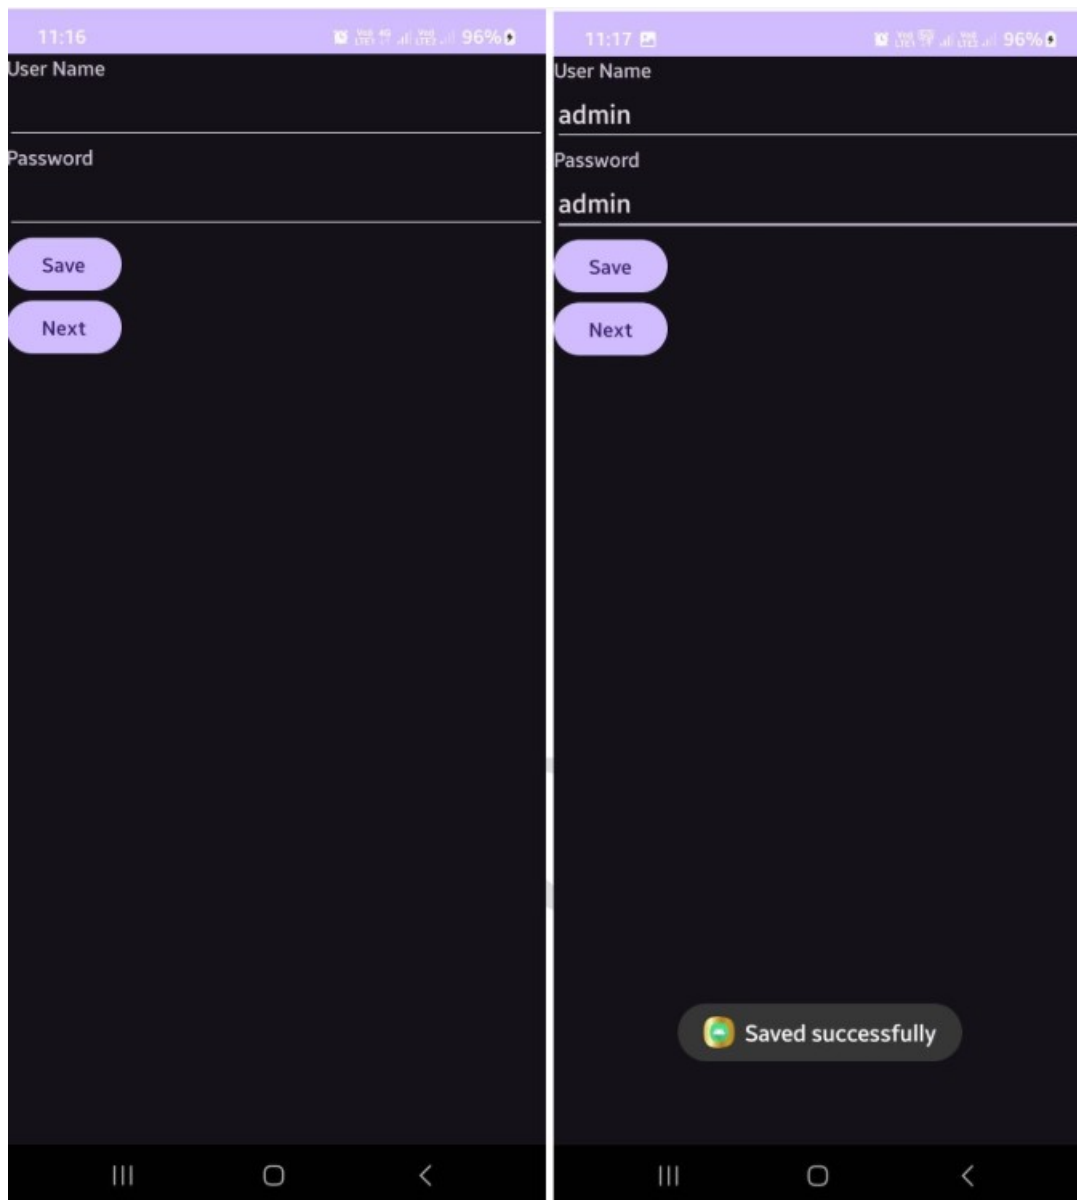 11:16
96%
User Name
Password
Save
Next
11:17
96%
User Name
admin
Password
admin
Save
Next
Saved successfully